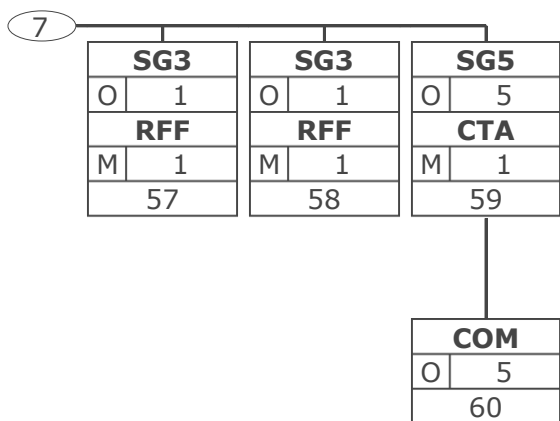 7
SG3 SG3 SG5
O 1 O 1 O 5
RFF RFF CTA
M 1 M 1 M 1
57 58 59
COM
O 5
60